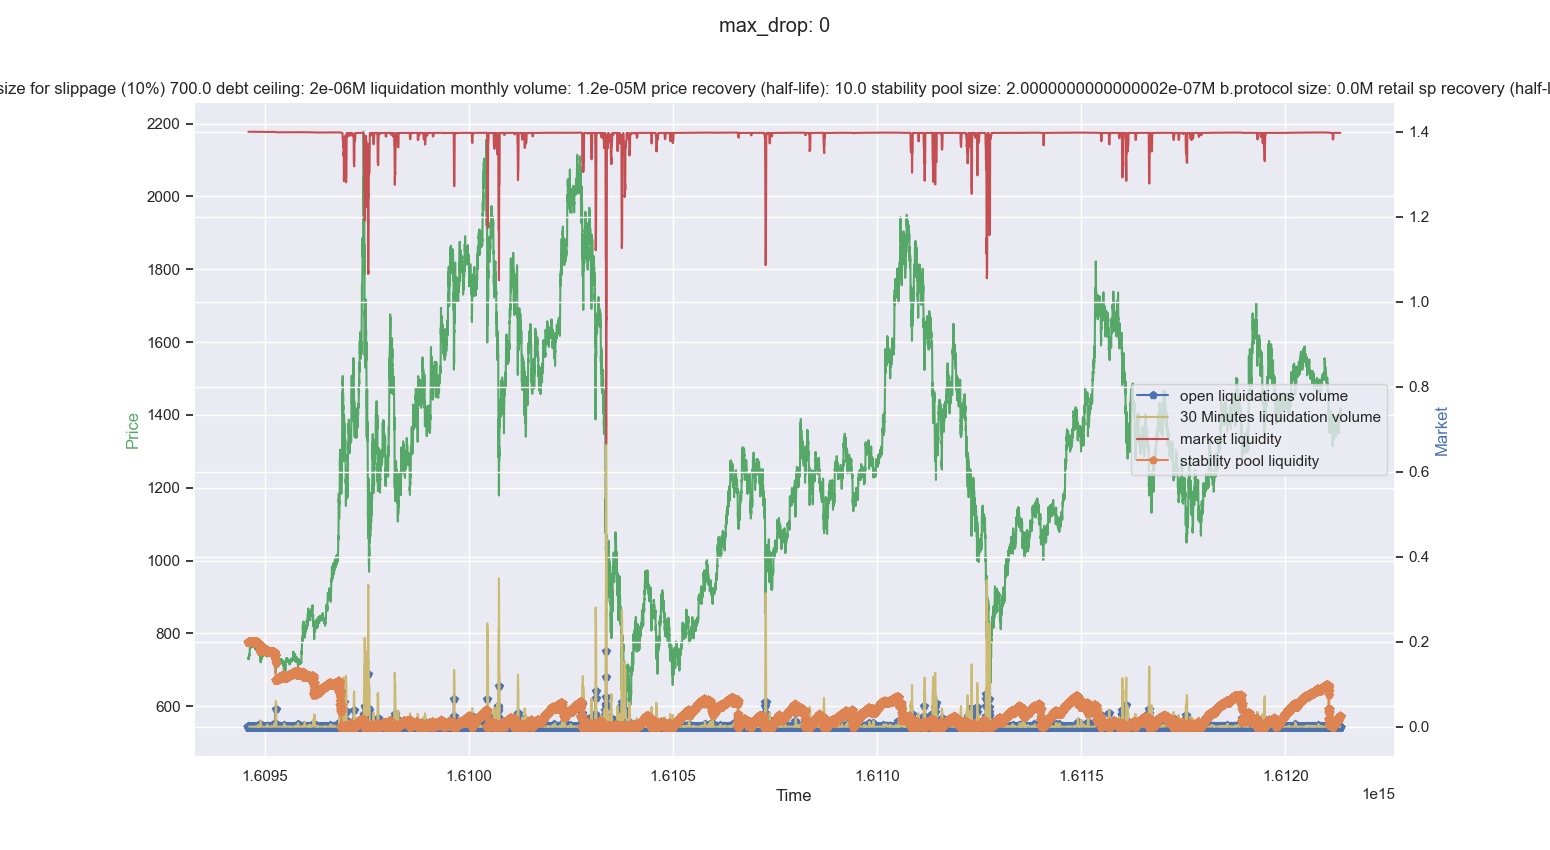 max_drop: 0
size for slippage (10%) 700.0 debt ceiling: 2e-06M liquidation monthly volume: 1.2e-05M price recovery (half-life): 10.0 stability pool size: 2.0000000000000002e-07M b.protocol size: 0.0M retail sp recovery (half-l
2200
2000
1800
1600
1400
1200
1000
800
600
Price
1.4
1.2
1.0
0.8
0.6
0.4
0.2
0.0
Market
open liquidations volume
30 Minutes liquidation volume
market liquidity
stability pool liquidity
1.6095
1.6100
1.6105
1.6110
1.6115
1.6120
Time
1e15